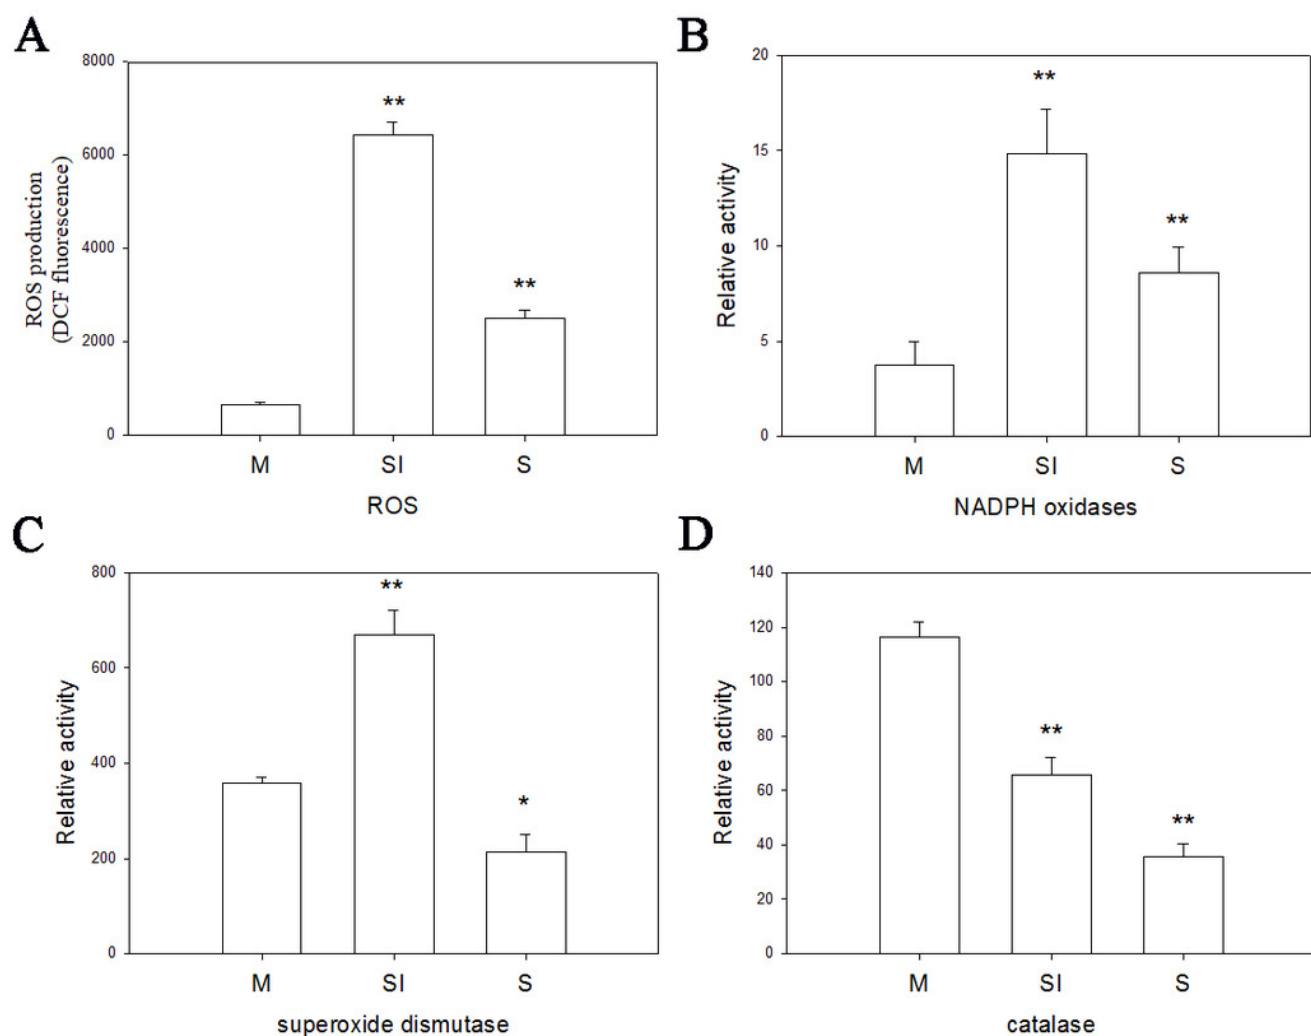 A
8000
6000
4000
2000
0
ROS production
(DCF fluorescence)
**
**
M SI S
ROS
B
20
15
10
5
0
Relative activity
**
**
M SI S
NADPH oxidases
C
800
600
400
200
0
Relative activity
**
*
M SI S
superoxide dismutase
D
140
120
100
80
60
40
20
0
Relative activity
**
**
M SI S
catalase